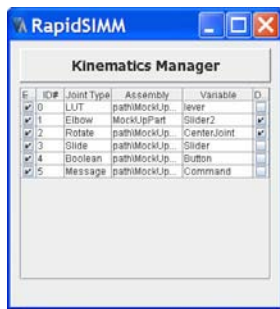 RapidSIMM
Kinematics Manager
E. ID# Joint Type Assembly Variable D.
0 LUT path\MockUp... lever
1 Elbow MockUpPart Slider2
2 Rotate path\MockUp... CenterJoint
3 Slide path\MockUp... Slider
4 Boolean path\MockUp... Button
5 Message path\MockUp... Command